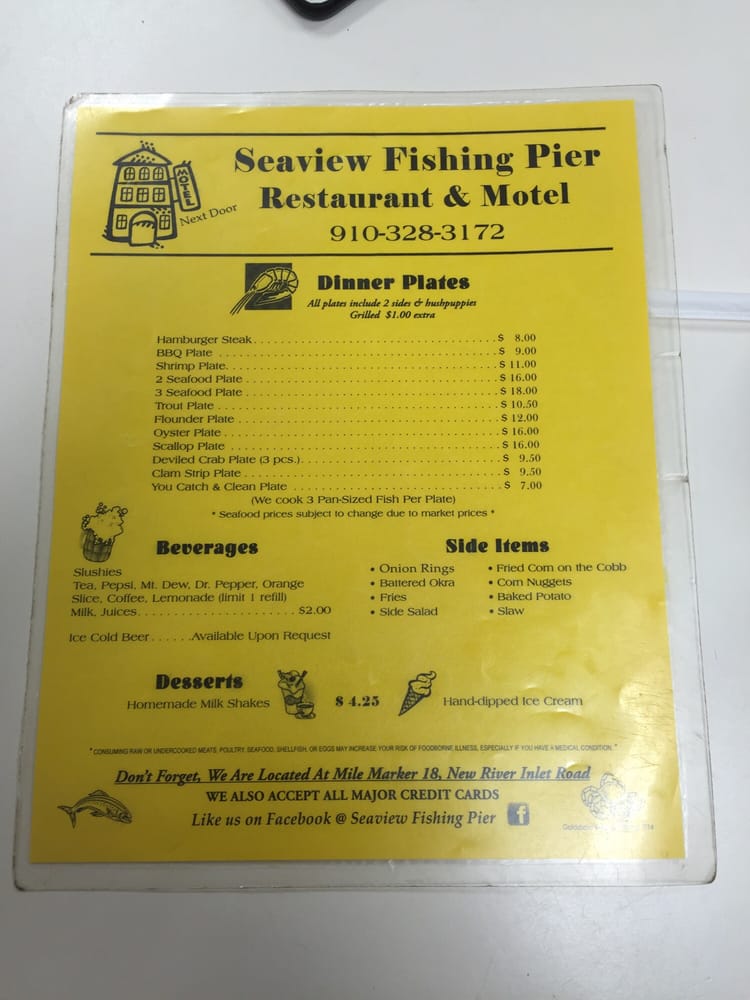 MOTEL
Next Door
Seaview Fishing Pier
Restaurant & Motel
910-328-3172
Dinner Plates
All plates include 2 sides & hushpuppies
Grilled $1.00 extra
Hamburger Steak . . . . . . . . . . . . . . . . . . . . $ 8.00
BBQ Plate . . . . . . . . . . . . . . . . . . . . $ 9.00
Shrimp Plate . . . . . . . . . . . . . . . . . . . . $ 11.00
2 Seafood Plate . . . . . . . . . . . . . . . . . . . . $ 16.00
3 Seafood Plate . . . . . . . . . . . . . . . . . . . . $ 18.00
Trout Plate . . . . . . . . . . . . . . . . . . . . $ 10.50
Flounder Plate . . . . . . . . . . . . . . . . . . . . $ 12.00
Oyster Plate . . . . . . . . . . . . . . . . . . . . $ 16.00
Scallop Plate . . . . . . . . . . . . . . . . . . . . $ 16.00
Deviled Crab Plate (3 pcs.) . . . . . . . . . . . . . . . . . . . . $ 9.50
Clam Strip Plate . . . . . . . . . . . . . . . . . . . . $ 9.50
You Catch & Clean Plate . . . . . . . . . . . . . . . . . . . . $ 7.00
(We cook 3 Pan-Sized Fish Per Plate)
* Seafood prices subject to change due to market prices *
Beverages
Slushies
Tea, Pepsi, Mt. Dew, Dr. Pepper, Orange
Slice, Coffee, Lemonade (limit 1 refill)
Milk, Juices . . . . . . . . . . . . . . . . . . . . $2.00
Ice Cold Beer . . . . . . Available Upon Request
Side Items
• Onion Rings
• Battered Okra
• Fries
• Side Salad
• Fried Corn on the Cobb
• Corn Nuggets
• Baked Potato
• Slaw
Desserts
Homemade Milk Shakes $ 4.25 Hand-dipped Ice Cream
* CONSUMING RAW OR UNDERCOOKED MEATS, POULTRY, SEAFOOD, SHELLFISH, OR EGGS MAY INCREASE YOUR RISK OF FOODBORNE ILLNESS, ESPECIALLY IF YOU HAVE A MEDICAL CONDITION. *
Don't Forget, We Are Located At Mile Marker 18, New River Inlet Road
WE ALSO ACCEPT ALL MAJOR CREDIT CARDS
Like us on Facebook @ Seaview Fishing Pier f